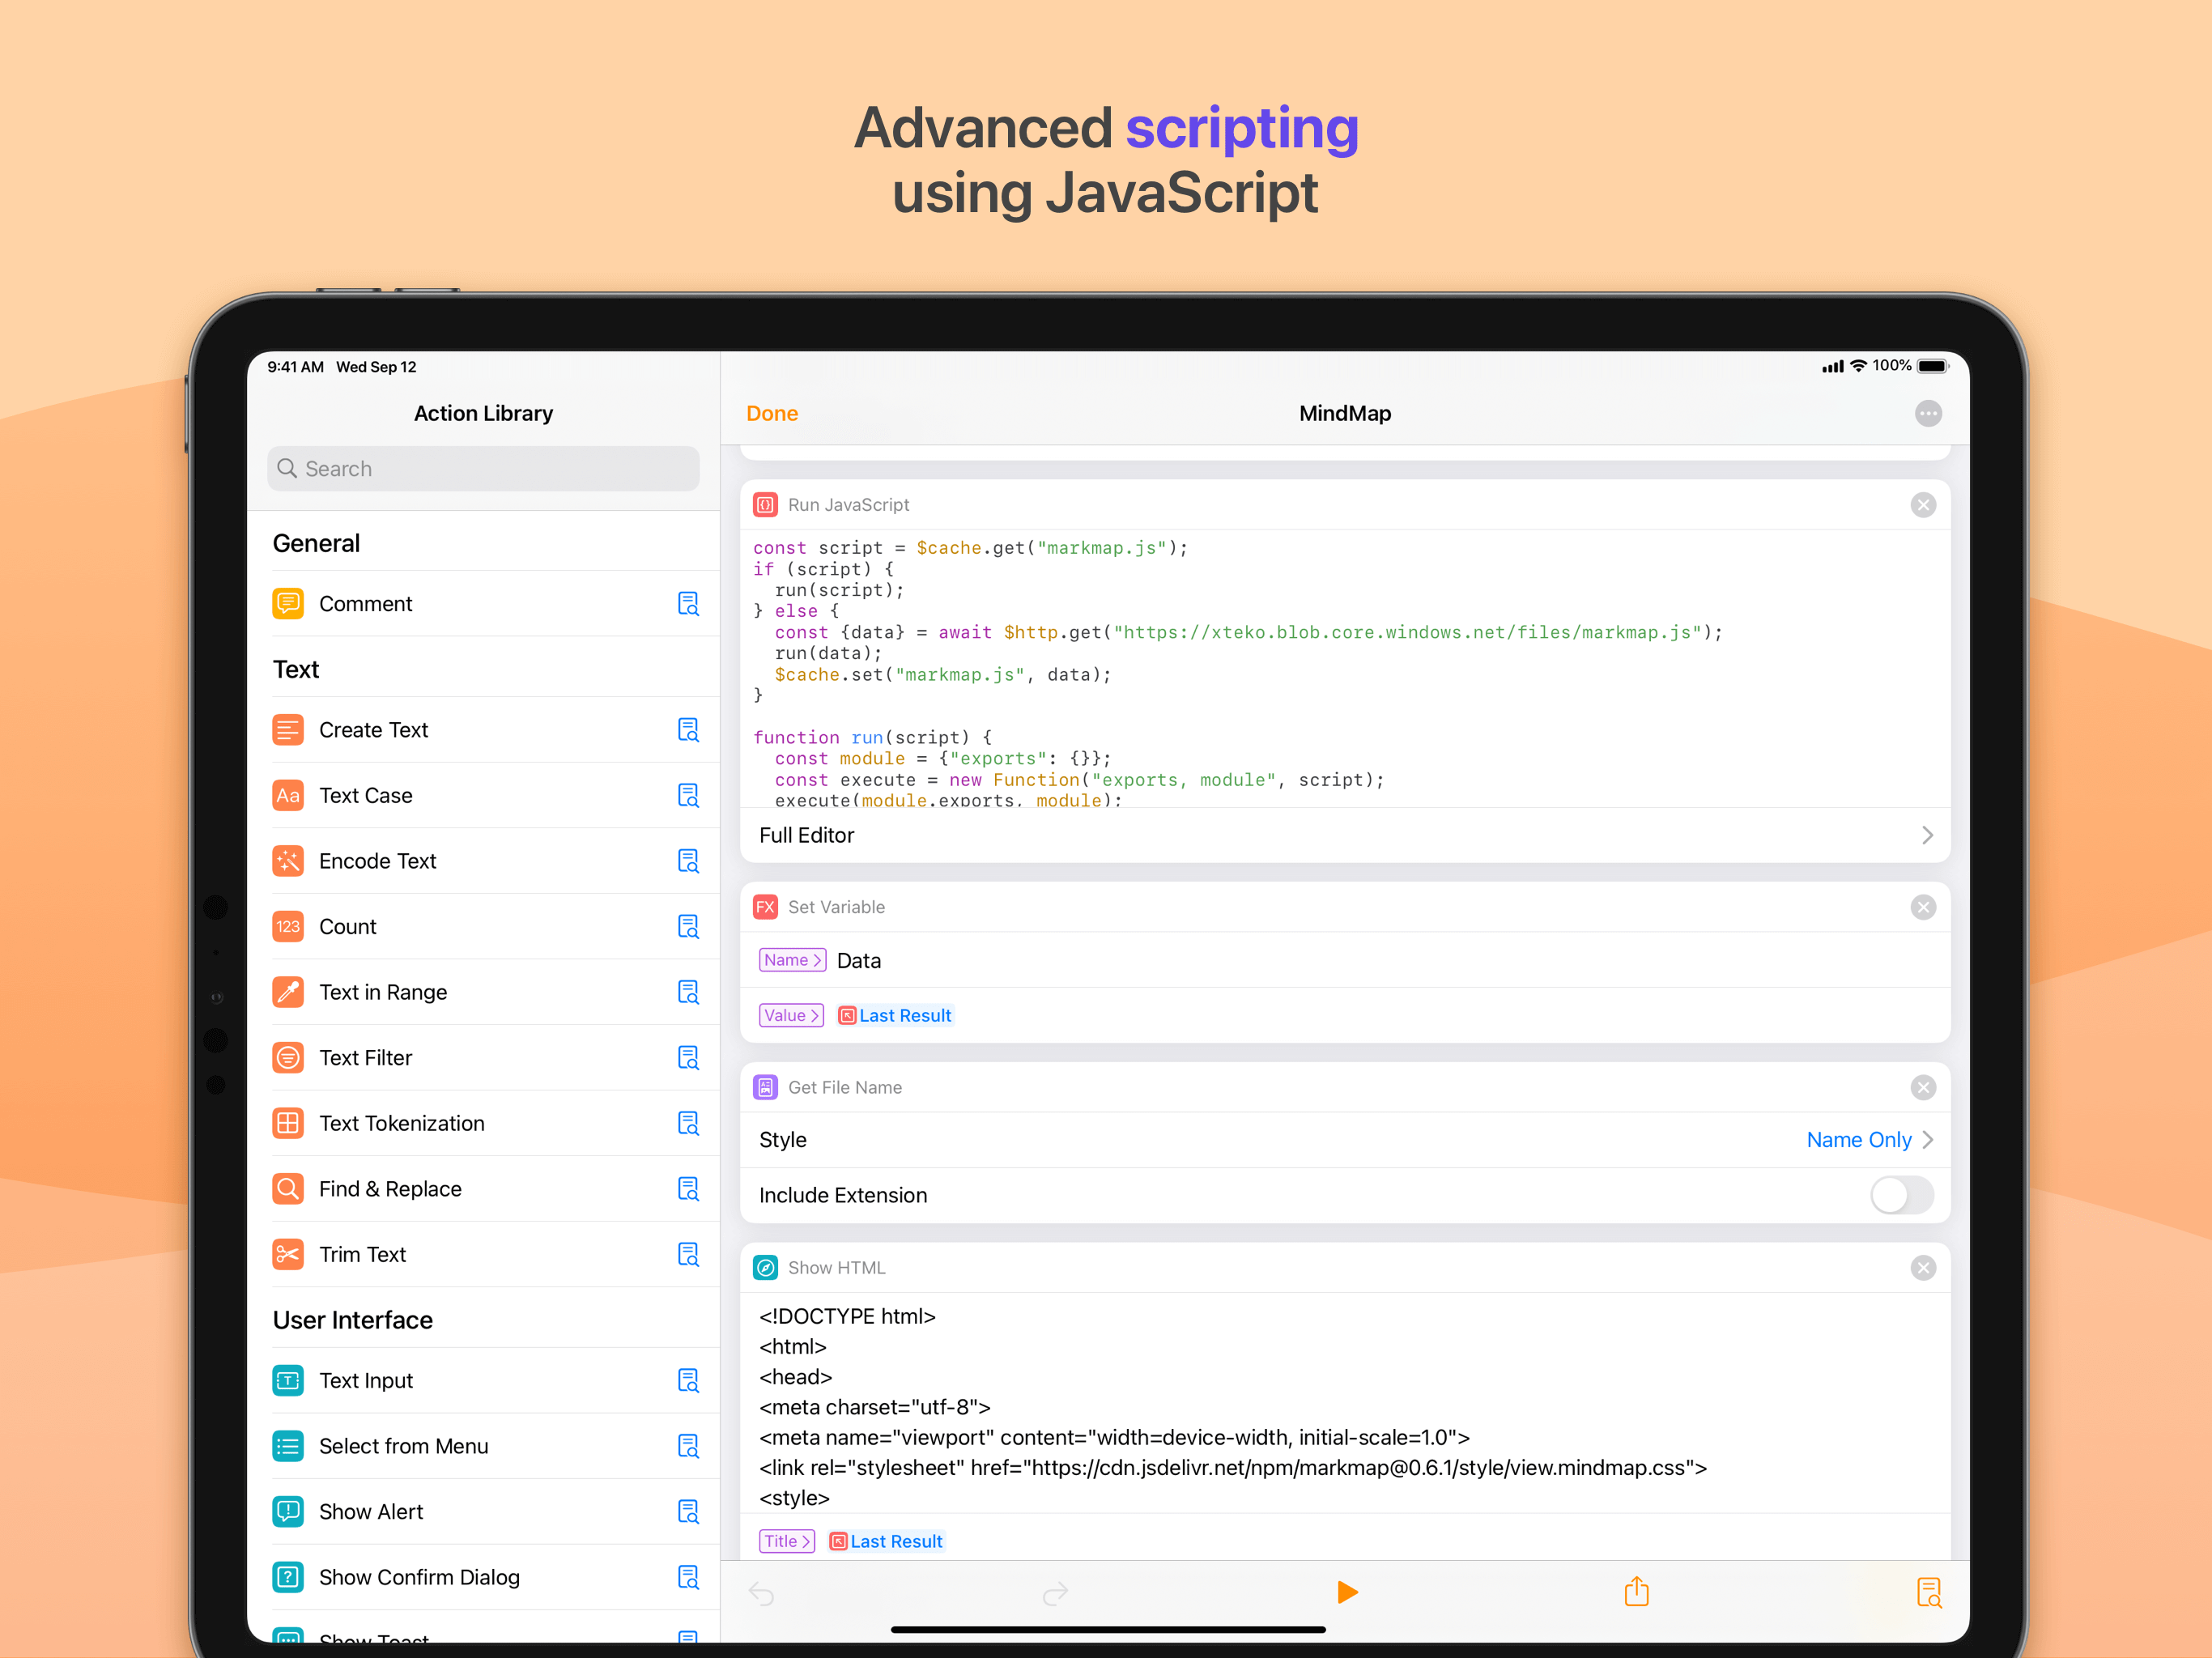 Advanced scripting
using JavaScript
9:41 AM Wed Sep 12
100%
Action Library
Search
General
Comment
Text
Create Text
Aa Text Case
Encode Text
123 Count
Text in Range
Text Filter
Text Tokenization
Find & Replace
Trim Text
User Interface
T Text Input
Select from Menu
! Show Alert
? Show Confirm Dialog
Show Toast
Done
MindMap
{} Run JavaScript
const script = $cache.get("markmap.js");
if (script) {
  run(script);
} else {
  const {data} = await $http.get("https://xteko.blob.core.windows.net/files/markmap.js");
  run(data);
  $cache.set("markmap.js", data);
}
function run(script) {
  const module = {"exports": {}};
  const execute = new Function("exports, module", script);
  execute(module.exports, module);
Full Editor
FX Set Variable
Name Data
Value Last Result
Get File Name
Style Name Only
Include Extension
Show HTML
<!DOCTYPE html>
<html>
<head>
<meta charset="utf-8">
<meta name="viewport" content="width=device-width, initial-scale=1.0">
<link rel="stylesheet" href="https://cdn.jsdelivr.net/npm/markmap@0.6.1/style/view.mindmap.css">
<style>
Title Last Result